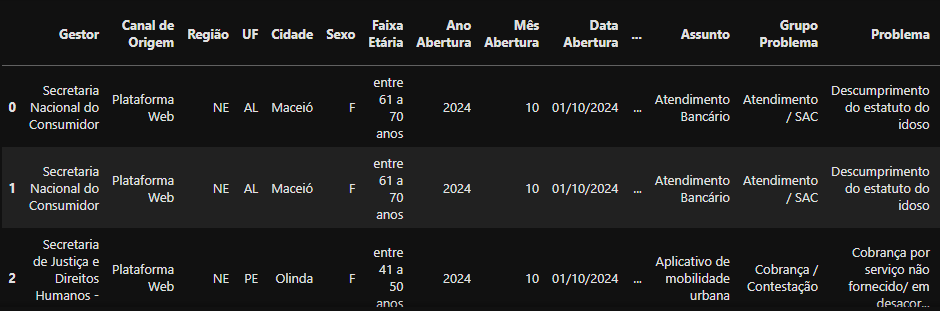 Gestor Canal de Origem Região UF Cidade Sexo Faixa Etária Ano Abertura Mês Abertura Data Abertura ... Assunto Grupo Problema Problema
0 Secretaria Nacional do Consumidor Plataforma Web NE AL Maceió F entre 61 a 70 anos 2024 10 01/10/2024 ... Atendimento Bancário Atendimento / SAC Descumprimento do estatuto do idoso
1 Secretaria Nacional do Consumidor Plataforma Web NE AL Maceió F entre 61 a 70 anos 2024 10 01/10/2024 ... Atendimento Bancário Atendimento / SAC Descumprimento do estatuto do idoso
2 Secretaria de Justiça e Direitos Humanos - Plataforma Web NE PE Olinda F entre 41 a 50 anos 2024 10 01/10/2024 ... Aplicativo de mobilidade urbana Cobrança / Contestação Cobrança por serviço não fornecido/ em desacor...